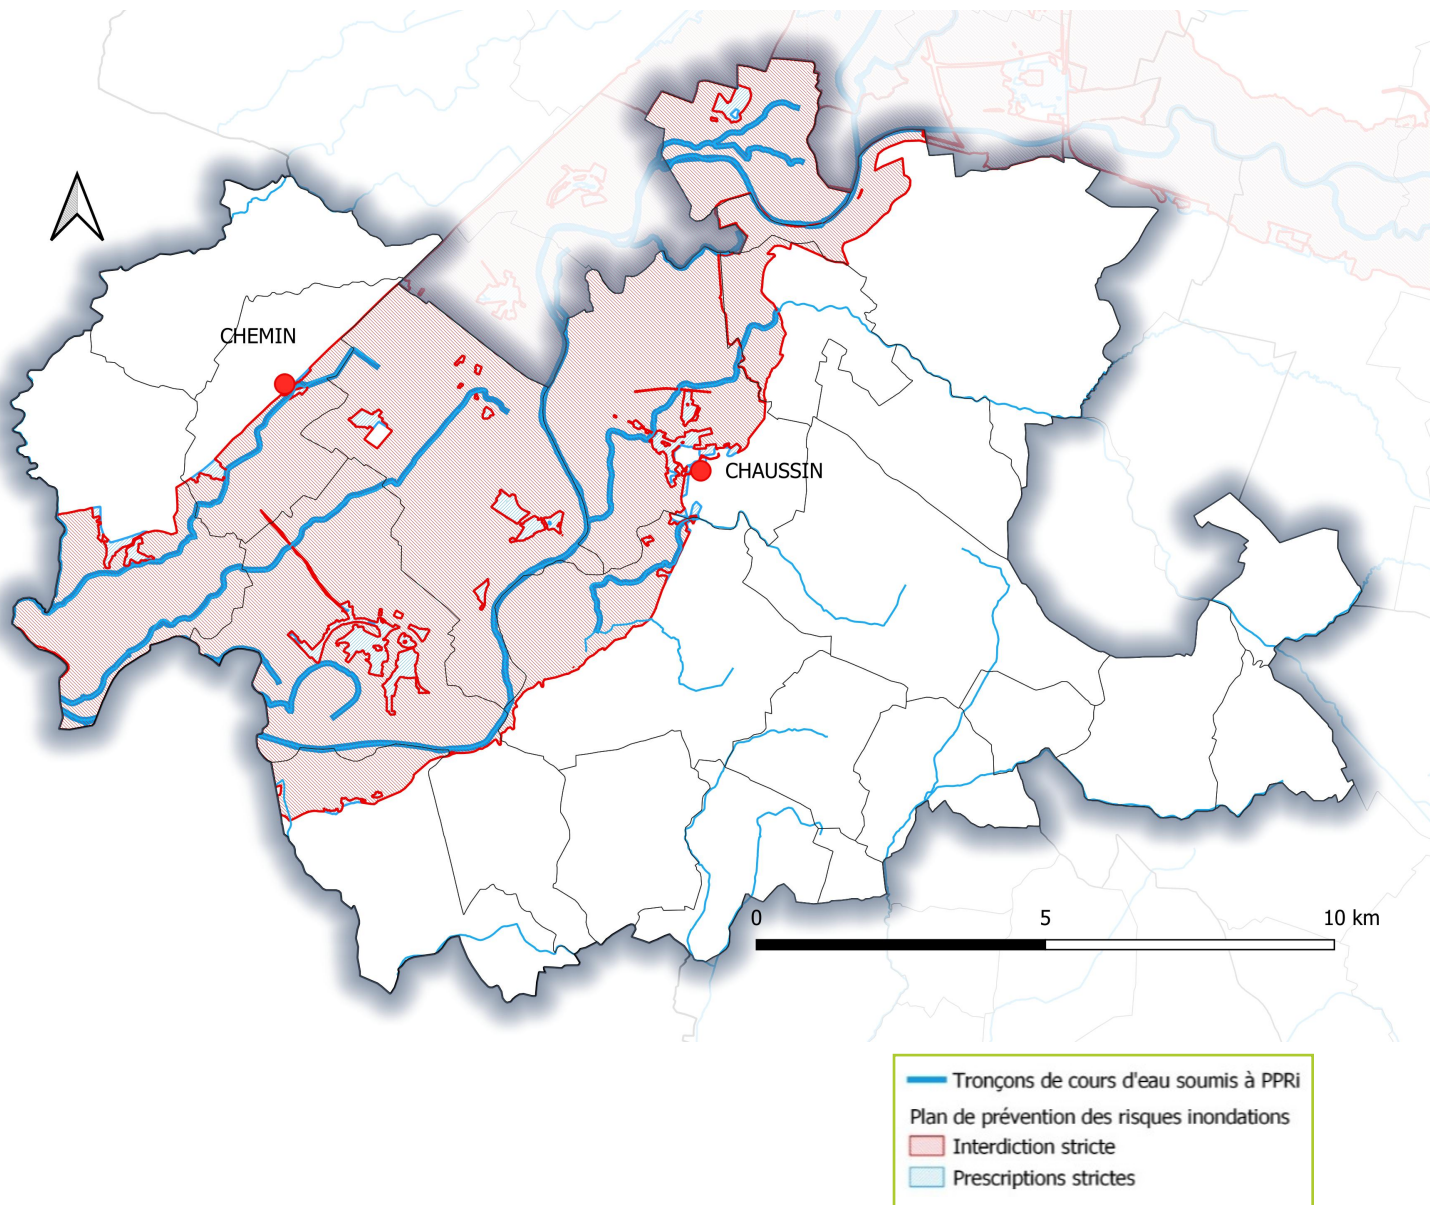 CHEMIN
CHAUSSIN
0 5 10 km
Tronçons de cours d'eau soumis à PPRi
Plan de prévention des risques inondations
Interdiction stricte
Prescriptions strictes